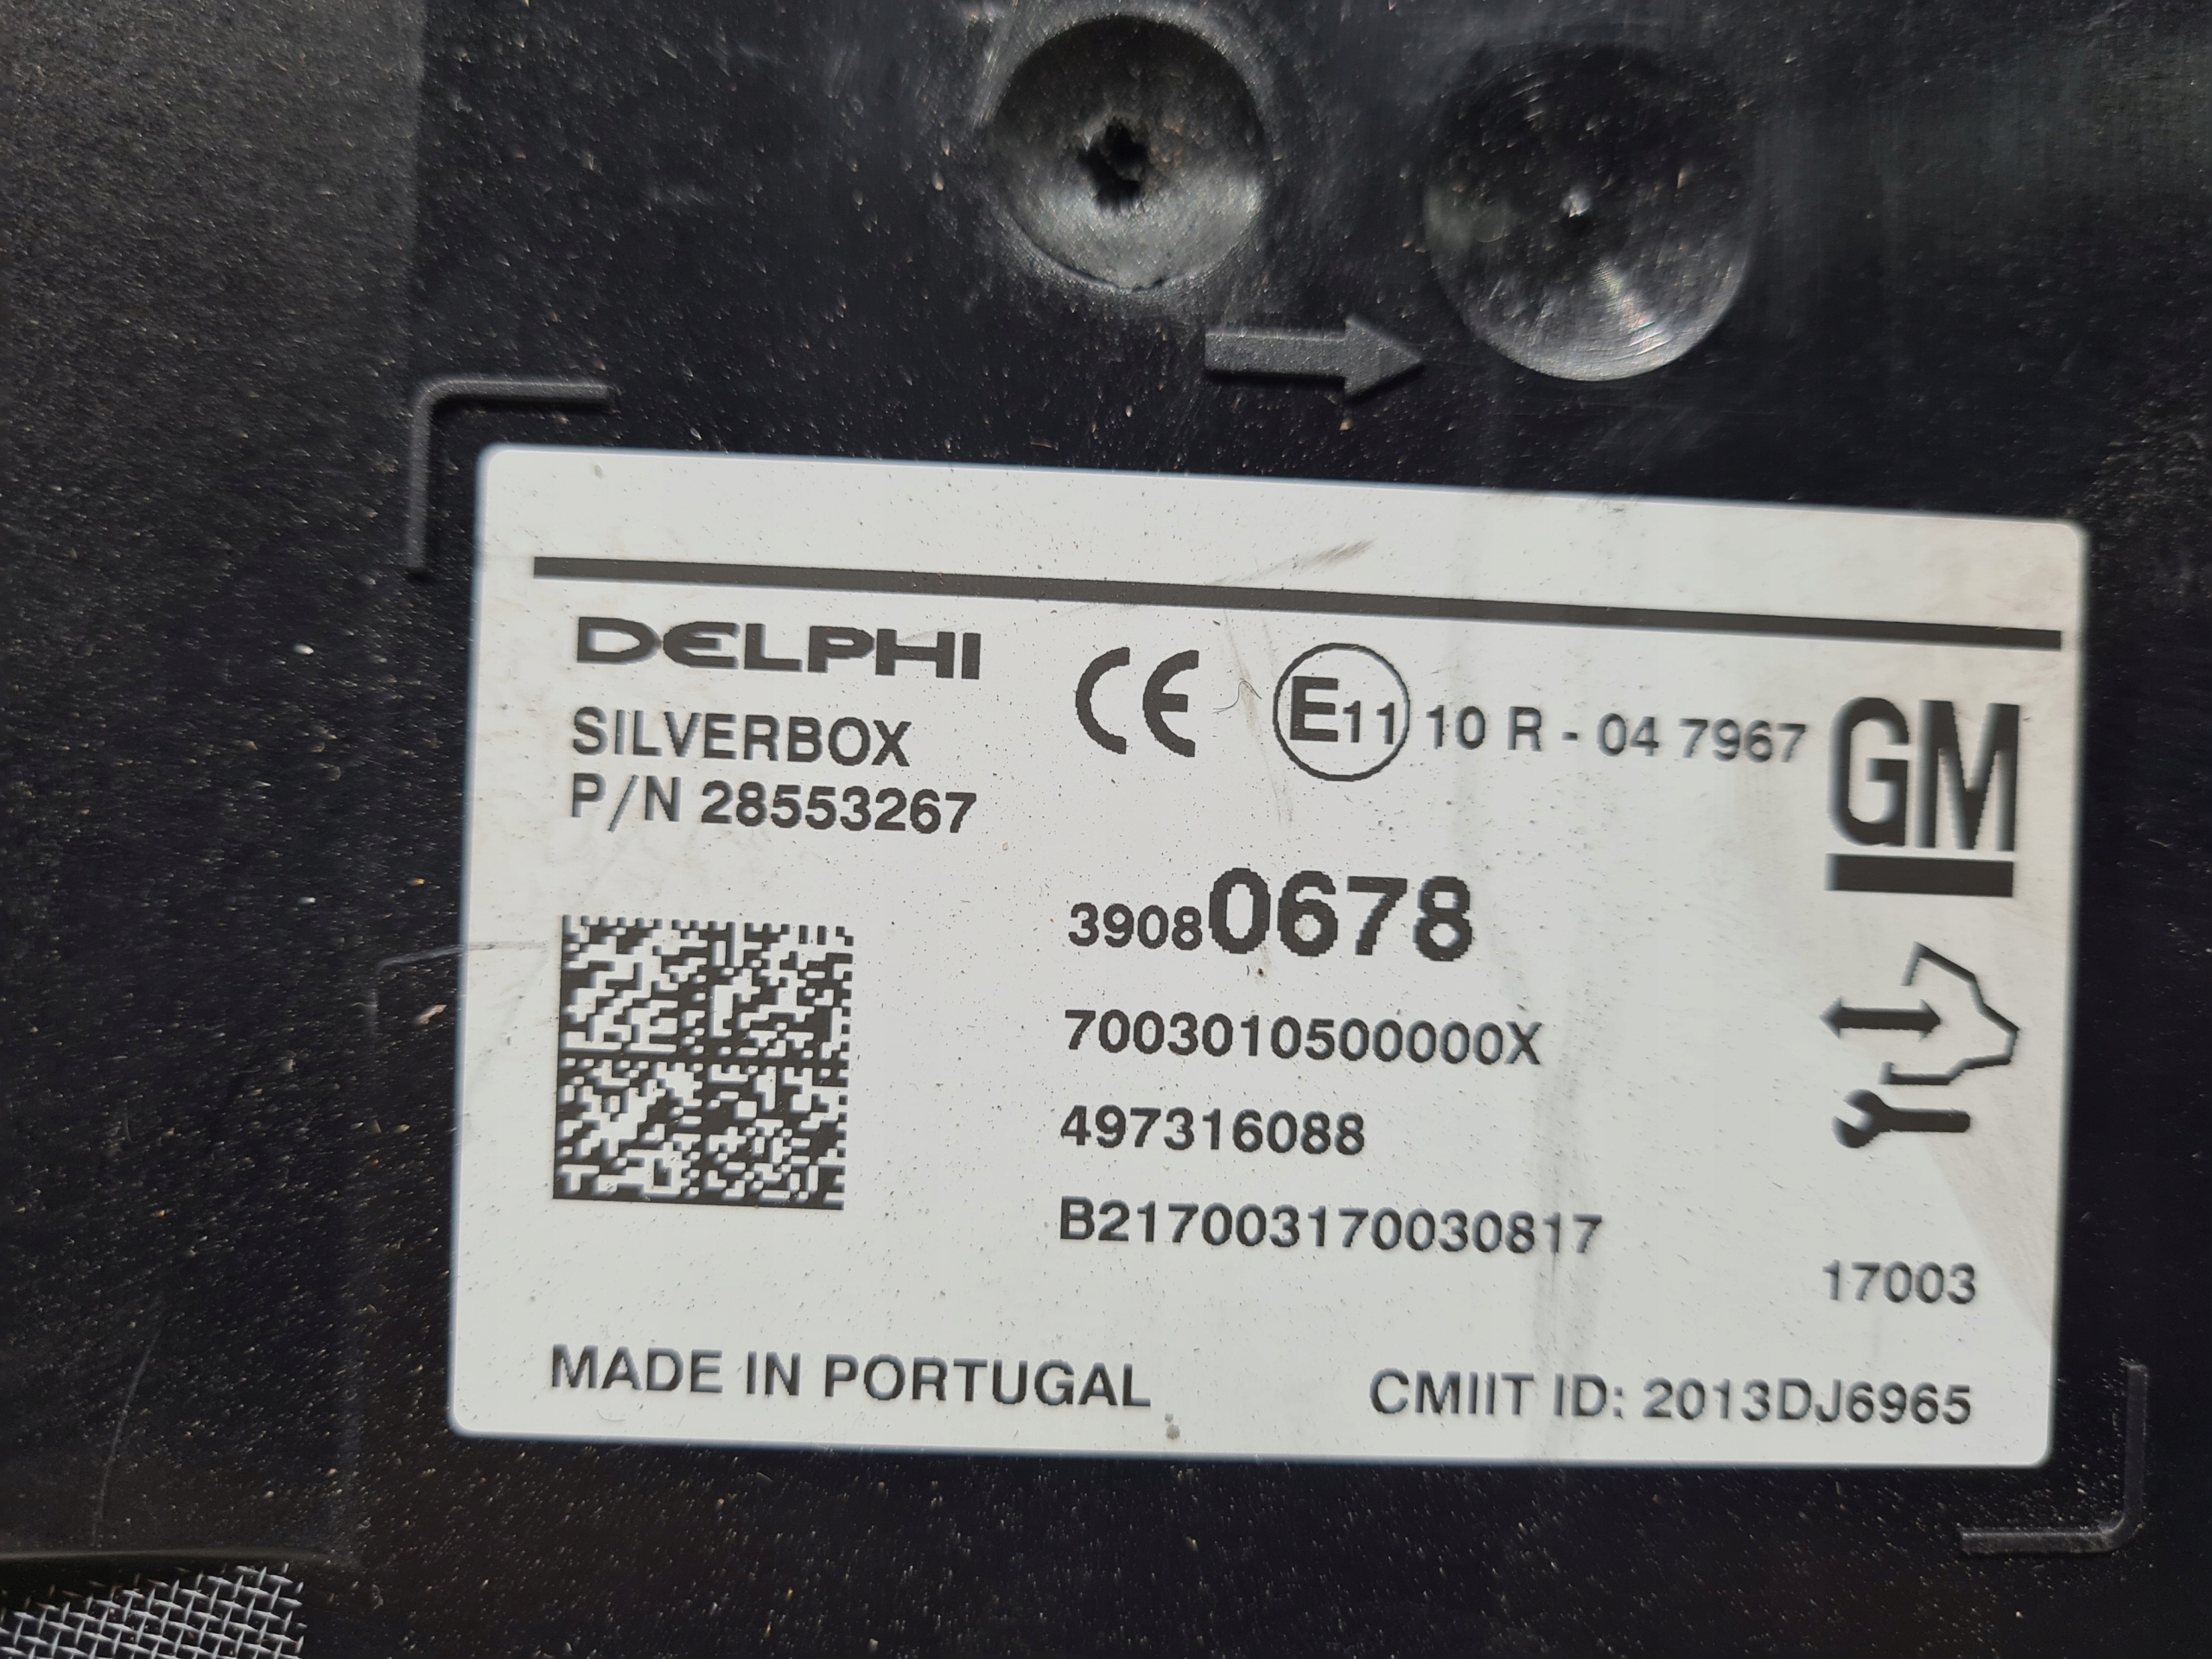 DELPHI
SILVERBOX
P/N 28553267
CE E11 10 R - 04 7967
GM
39080678
7003010500000X
497316088
B217003170030817
17003
MADE IN PORTUGAL
CMIIT ID: 2013DJ6965